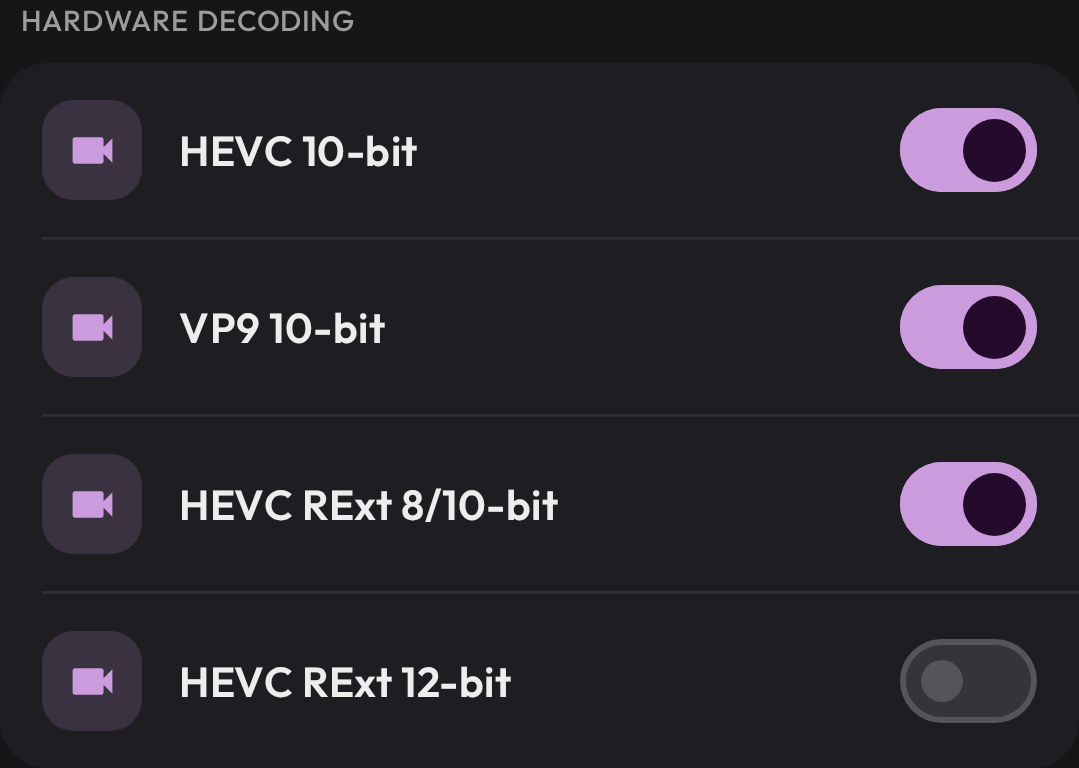 HARDWARE DECODING
HEVC 10-bit
VP9 10-bit
HEVC RExt 8/10-bit
HEVC RExt 12-bit